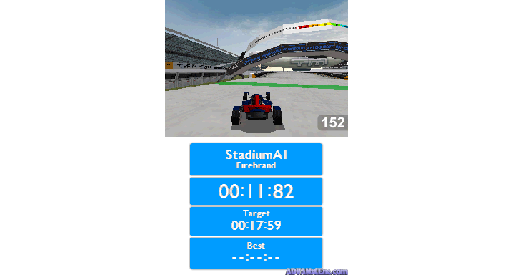 152
StadiumA1
Firebrand
00:11:82
Target
00:17:59
Best
--:--:--